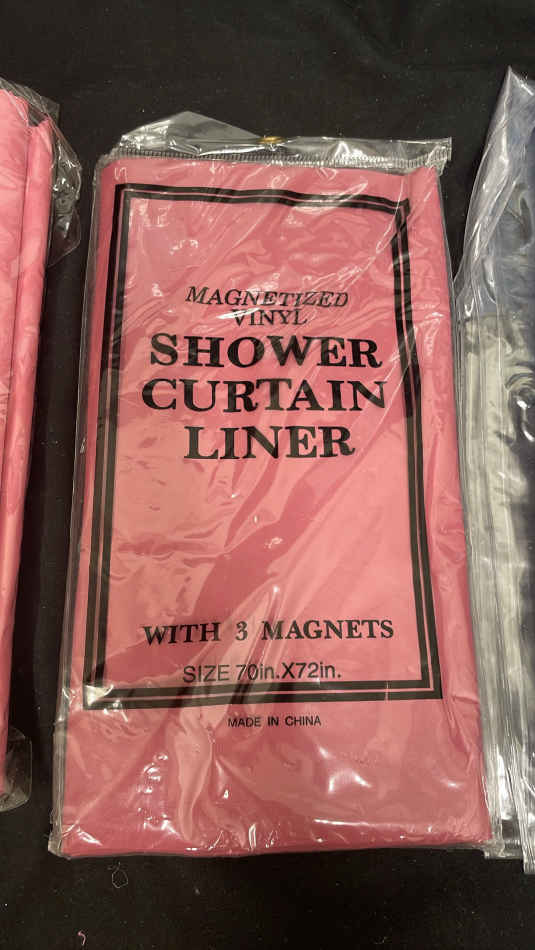 MAGNETIZED
VINYL
SHOWER
CURTAIN
LINER
WITH 3 MAGNETS
SIZE 70in.X72in.
MADE IN CHINA